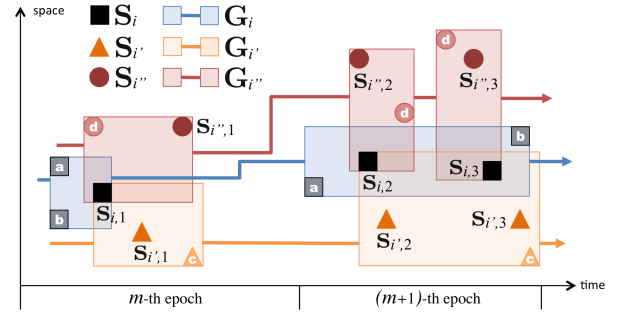 space
S_i G_i
S_i' G_i'
S_i'' G_i''
d S_i'',1
a
b
S_i,1
S_i',1
c
d
S_i'',2
S_i'',3
d
b
a
S_i,2
S_i,3
S_i',2
S_i',3
c
time
m-th epoch
(m+1)-th epoch